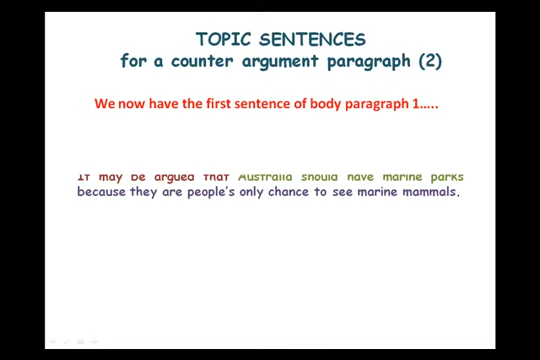 TOPIC SENTENCES
for a counter argument paragraph (2)
We now have the first sentence of body paragraph 1…..
It may be argued that Australia should have marine parks
because they are people's only chance to see marine mammals.